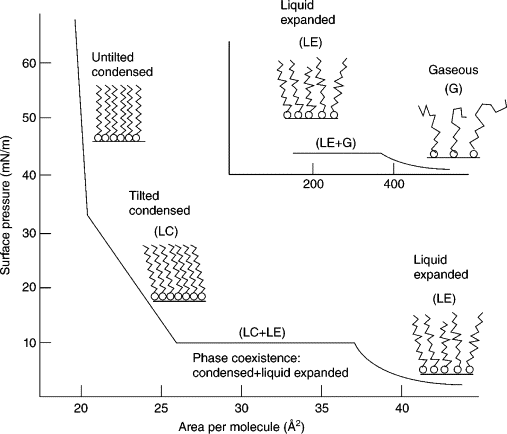 Liquid
expanded
(LE)
Gaseous
(G)
(LE+G)
200
400
Untilted
condensed
Tilted
condensed
(LC)
Liquid
expanded
(LE)
(LC+LE)
Phase coexistence:
condensed+liquid expanded
Surface pressure (mN/m)
60
50
40
30
20
10
20
25
30
35
40
Area per molecule (Å²)